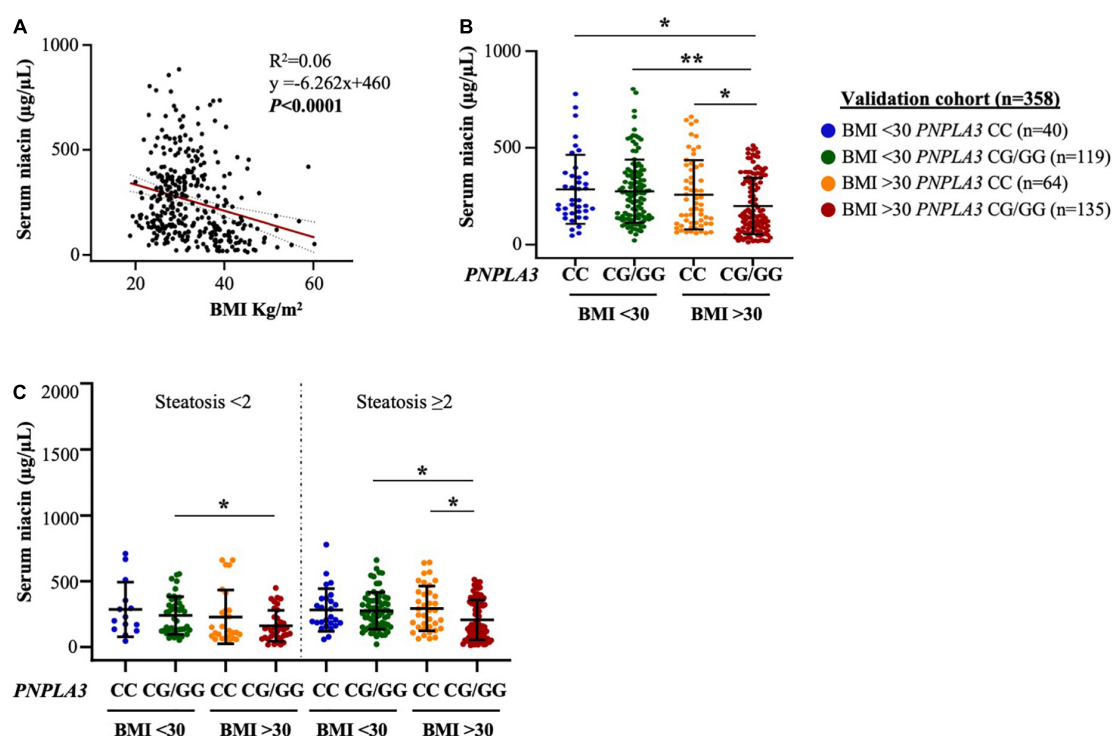 A
Serum niacin (µg/µL)
1000
500
0
20 40 60
BMI Kg/m²
R²=0.06
y =-6.262x+460
P<0.0001
B
Serum niacin (µg/µL)
1000
500
0
*
**
*
PNPLA3 CC CG/GG CC CG/GG
BMI <30 BMI >30
Validation cohort (n=358)
BMI <30 PNPLA3 CC (n=40)
BMI <30 PNPLA3 CG/GG (n=119)
BMI >30 PNPLA3 CC (n=64)
BMI >30 PNPLA3 CG/GG (n=135)
C
Serum niacin (µg/µL)
2000
1500
1000
500
0
Steatosis <2 Steatosis ≥2
*
*
*
PNPLA3 CC CG/GG CC CG/GG CC CG/GG CC CG/GG
BMI <30 BMI >30 BMI <30 BMI >30